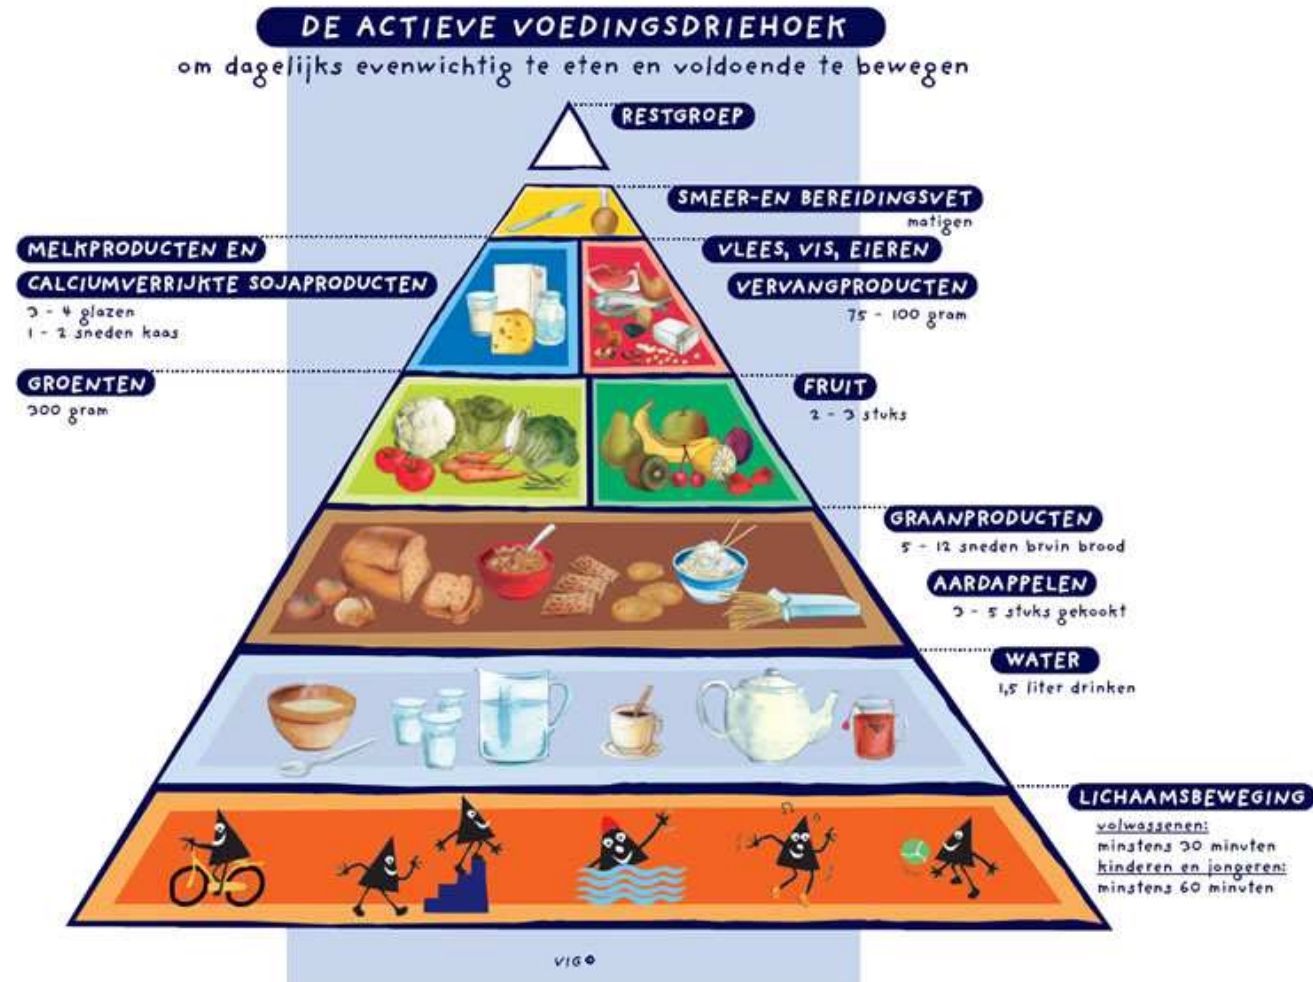 DE ACTIEVE VOEDINGSDRIEHOEK
om dagelijks evenwichtig te eten en voldoende te bewegen
RESTGROEP
SMEER-EN BEREIDINGSVET
matigen
MELKPRODUCTEN EN
CALCIUMVERRIJKTE SOJAPRODUCTEN
3 - 4 glazen
1 - 2 sneden kaas
VLEES, VIS, EIEREN
VERVANGPRODUCTEN
75 - 100 gram
GROENTEN
300 gram
FRUIT
2 - 3 stuks
GRAANPRODUCTEN
5 - 12 sneden bruin brood
AARDAPPELEN
3 - 5 stuks gekookt
WATER
1,5 liter drinken
LICHAAMSBEWEGING
volwassenen:
minstens 30 minuten
kinderen en jongeren:
minstens 60 minuten
VIG